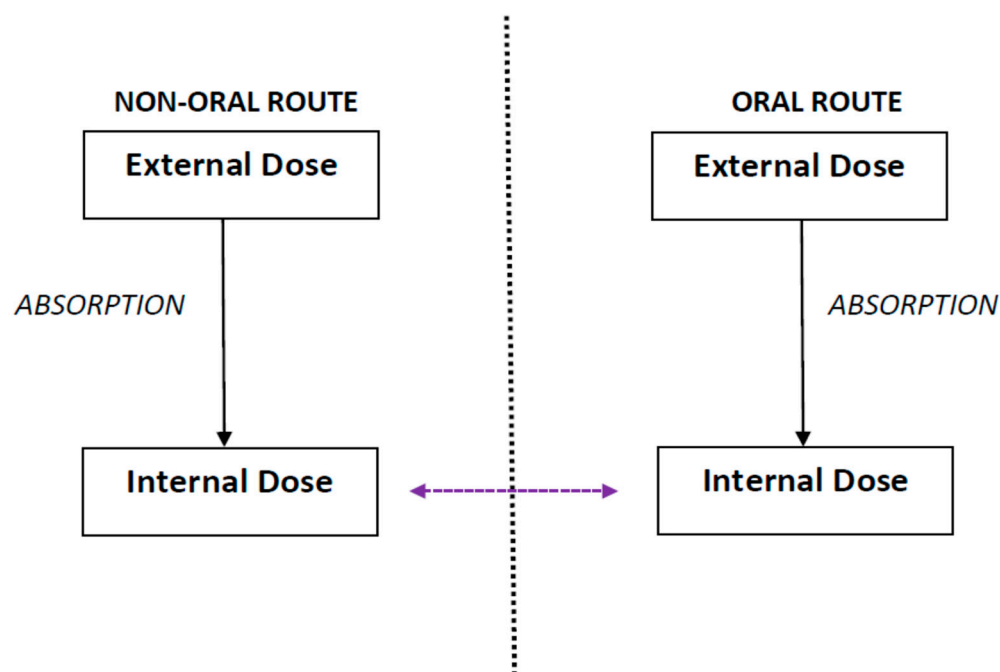 NON-ORAL ROUTE
External Dose
ABSORPTION
Internal Dose
ORAL ROUTE
External Dose
ABSORPTION
Internal Dose